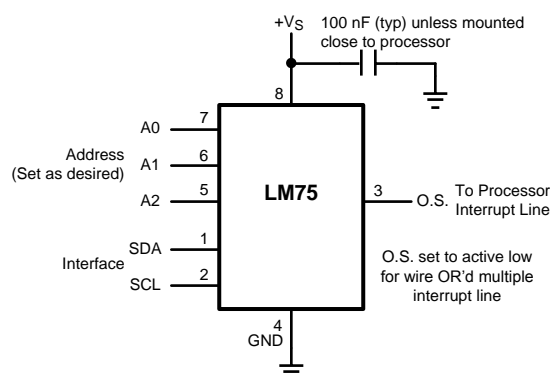 +VS
100 nF (typ) unless mounted
close to processor
8
7
A0
Address
(Set as desired)
6
A1
5
A2
LM75
3
O.S.
To Processor
Interrupt Line
1
SDA
Interface
2
SCL
O.S. set to active low
for wire OR’d multiple
interrupt line
4
GND